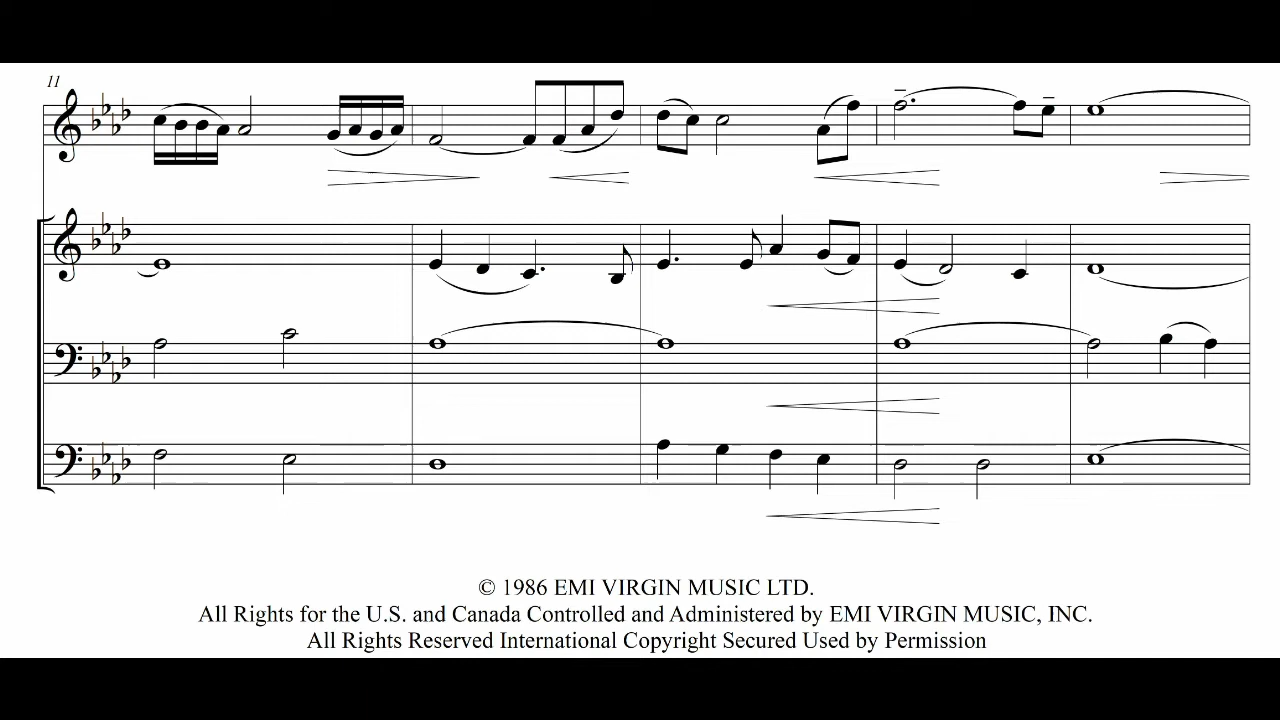 11
© 1986 EMI VIRGIN MUSIC LTD.
All Rights for the U.S. and Canada Controlled and Administered by EMI VIRGIN MUSIC, INC.
All Rights Reserved International Copyright Secured Used by Permission